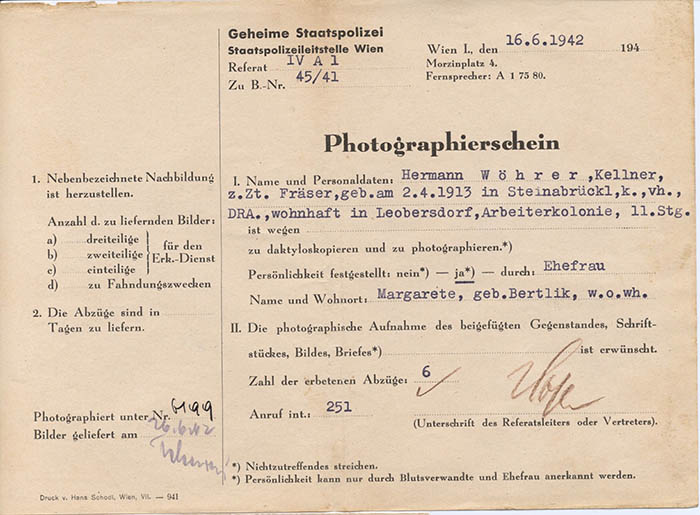 Geheime Staatspolizei
Staatspolizeileitstelle Wien
Referat IV A 1
Zu B.-Nr. 45/41
Wien I., den 16.6.1942 194
Morzinplatz 4.
Fernsprecher: A 1 75 80.
Photographierschein
1. Nebenbezeichnete Nachbildung
ist herzustellen.
Anzahl d. zu liefernden Bilder:
a) dreiteilige
b) zweiteilige
c) einteilige
für den
Erk.-Dienst
d) zu Fahndungszwecken
2. Die Abzüge sind in
Tagen zu liefern.
Photographiert unter Nr. 6199
Bilder geliefert am 26.6.42
I. Name und Personaldaten: Hermann Wöhrer,Kellner,
z.Zt. Fräser,geb.am 2.4.1913 in Steinabrückl,k.,vh.,
DRA.,wohnhaft in Leobersdorf,Arbeiterkolonie, 11.Stg.
ist wegen
zu daktyloskopieren und zu photographieren.*)
Persönlichkeit festgestellt: nein*) — ja*) — durch: Ehefrau
Name und Wohnort: Margarete, geb.Bertlik, w.o.wh.
II. Die photographische Aufnahme des beigefügten Gegenstandes, Schrift-
stückes, Bildes, Briefes*) ist erwünscht.
Zahl der erbetenen Abzüge: 6
Anruf int.: 251
(Unterschrift des Referatsleiters oder Vertreters).
*) Nichtzutreffendes streichen.
*) Persönlichkeit kann nur durch Blutsverwandte und Ehefrau anerkannt werden.
Druck v. Hans School, Wien, VII. — 941